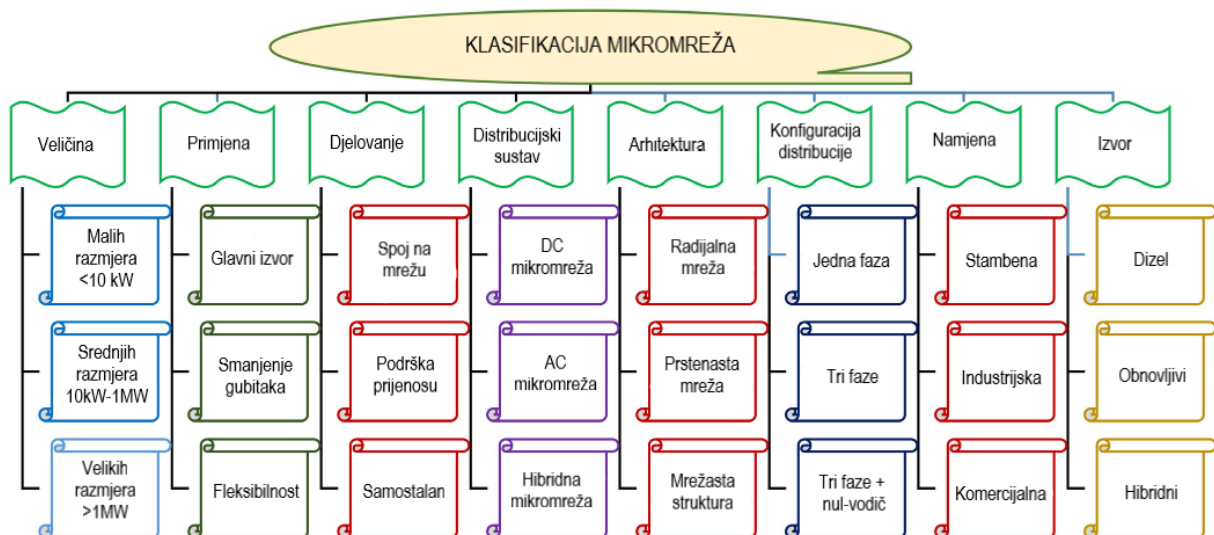 KLASIFIKACIJA MIKROMREŽA
Veličina
Primjena
Djelovanje
Distribucijski
sustav
Arhitektura
Konfiguracija
distribucije
Namjena
Izvor
Malih
razmjera
<10 kW
Glavni izvor
Spoj na
mrežu
DC
mikromreža
Radijalna
mreža
Jedna faza
Stambena
Dizel
Srednjih
razmjera
10kW-1MW
Smanjenje
gubitaka
Podrška
prijenosu
AC
mikromreža
Prstenasta
mreža
Tri faze
Industrijska
Obnovljivi
Velikih
razmjera
>1MW
Fleksibilnost
Samostalan
Hibridna
mikromreža
Mrežasta
struktura
Tri faze +
nul-vodič
Komercijalna
Hibridni